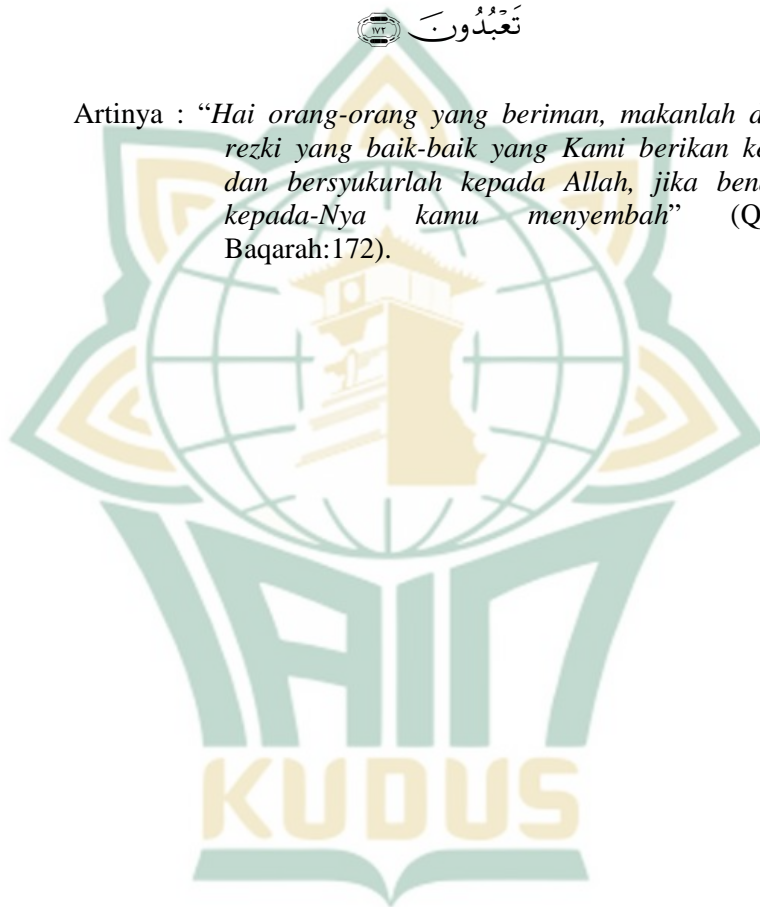 تَعْبُدُونَ ١٧٢
Artinya : “Hai orang-orang yang beriman, makanlah
rezki yang baik-baik yang Kami berikan
dan bersyukurlah kepada Allah, jika
kepada-Nya kamu menyembah”
Baqarah:172).
IAIN
KUDUS